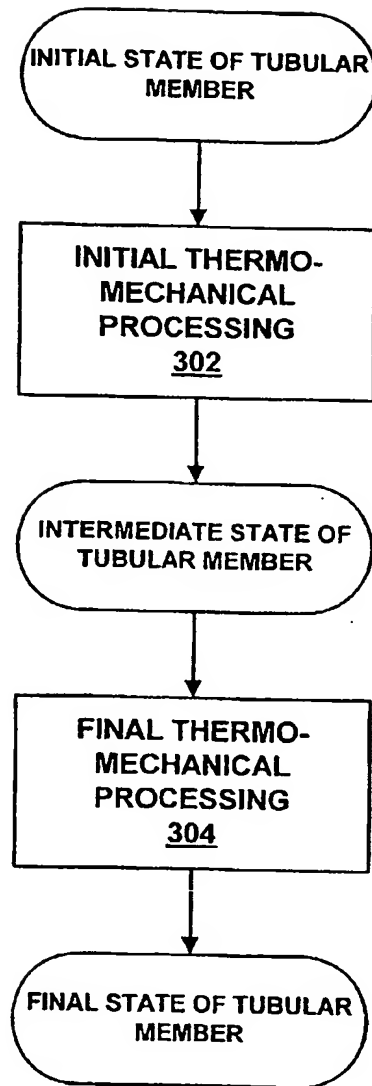 INITIAL STATE OF TUBULAR
MEMBER
INITIAL THERMO-
MECHANICAL
PROCESSING
302
INTERMEDIATE STATE OF
TUBULAR MEMBER
FINAL THERMO-
MECHANICAL
PROCESSING
304
FINAL STATE OF TUBULAR
MEMBER